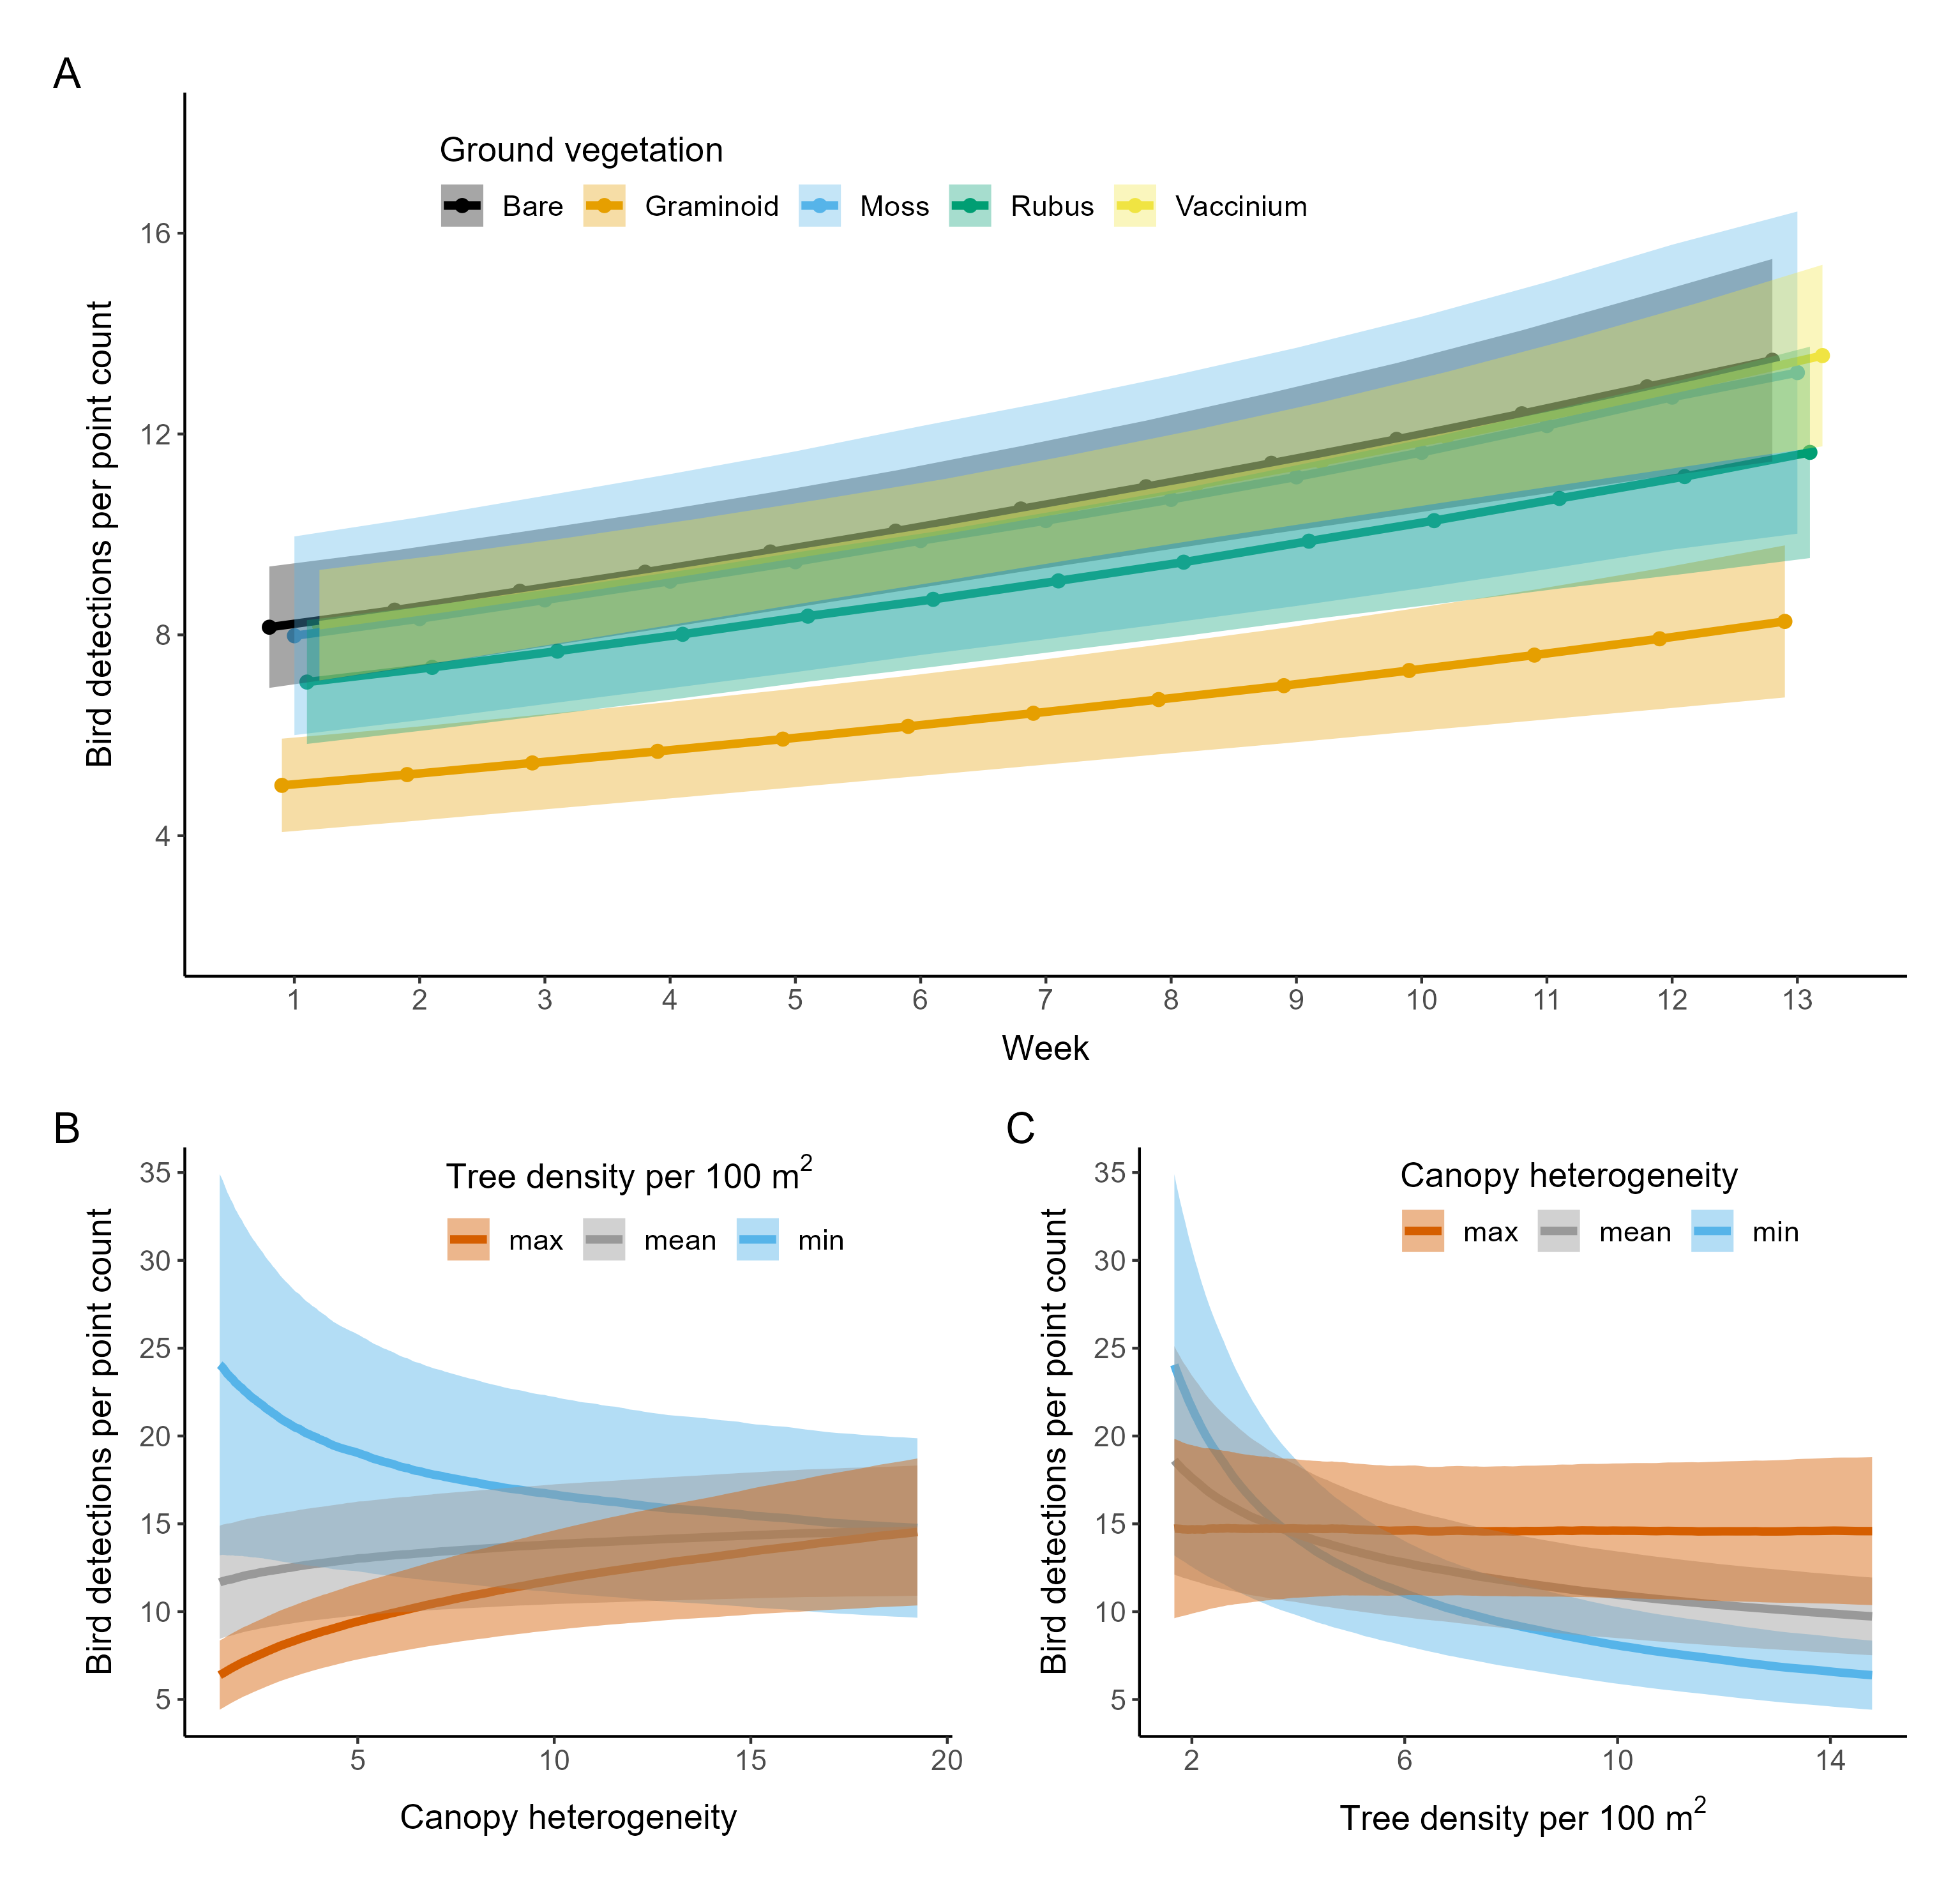 A
Ground vegetation
Bare Graminoid Moss Rubus Vaccinium
Bird detections per point count
16
12
8
4
1 2 3 4 5 6 7 8 9 10 11 12 13
Week
B
Tree density per 100 m²
max mean min
Bird detections per point count
35
30
25
20
15
10
5
5 10 15 20
Canopy heterogeneity
C
Canopy heterogeneity
max mean min
Bird detections per point count
35
30
25
20
15
10
5
2 6 10 14
Tree density per 100 m²